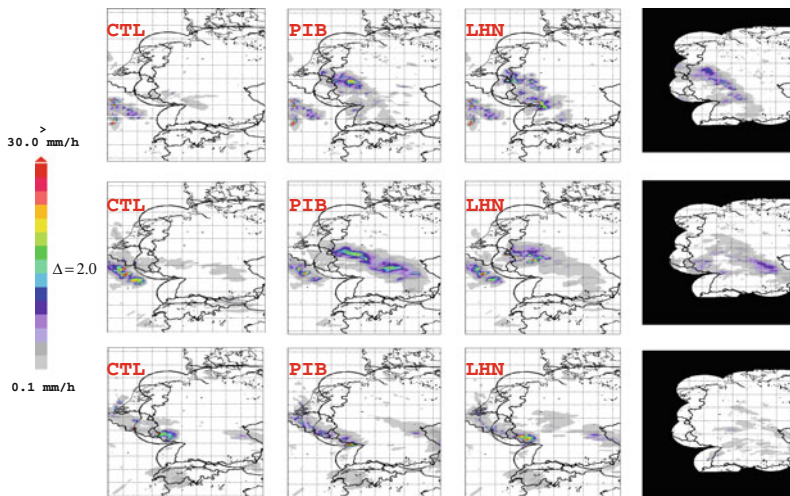 CTL PIB LHN
>
30.0 mm/h
CTL PIB LHN
Δ=2.0
CTL PIB LHN
0.1 mm/h